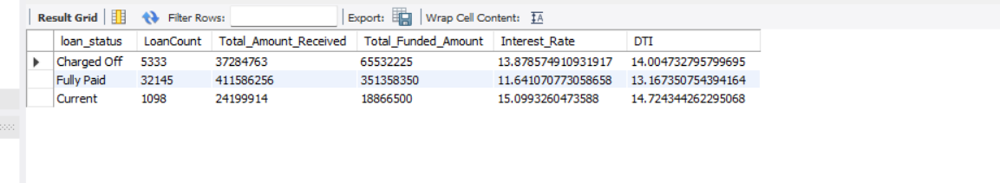 Result Grid Filter Rows: Export: Wrap Cell Content: IA
loan_status LoanCount Total_Amount_Received Total_Funded_Amount Interest_Rate DTI
Charged Off 5333 37284763 65532225 13.878574910931917 14.004732795799695
Fully Paid 32145 411586256 351358350 11.641070773058658 13.167350754394164
Current 1098 24199914 18866500 15.0993260473588 14.724344262295068